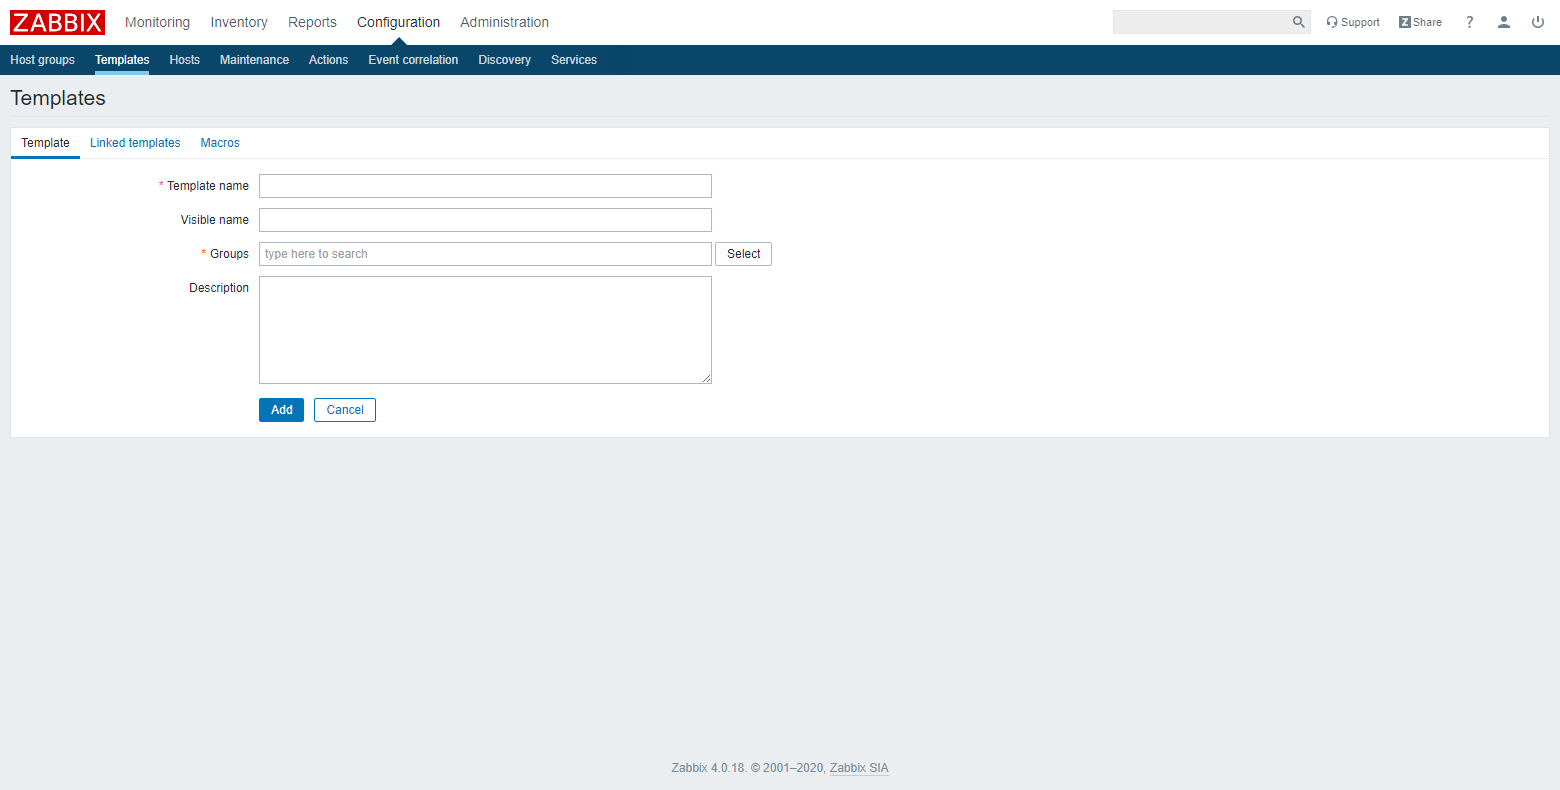 ZABBIX Monitoring Inventory Reports Configuration Administration Support Z Share ?
Host groups Templates Hosts Maintenance Actions Event correlation Discovery Services
Templates
Template Linked templates Macros
* Template name
Visible name
* Groups type here to search Select
Description
Add Cancel
Zabbix 4.0.18. © 2001–2020, Zabbix SIA